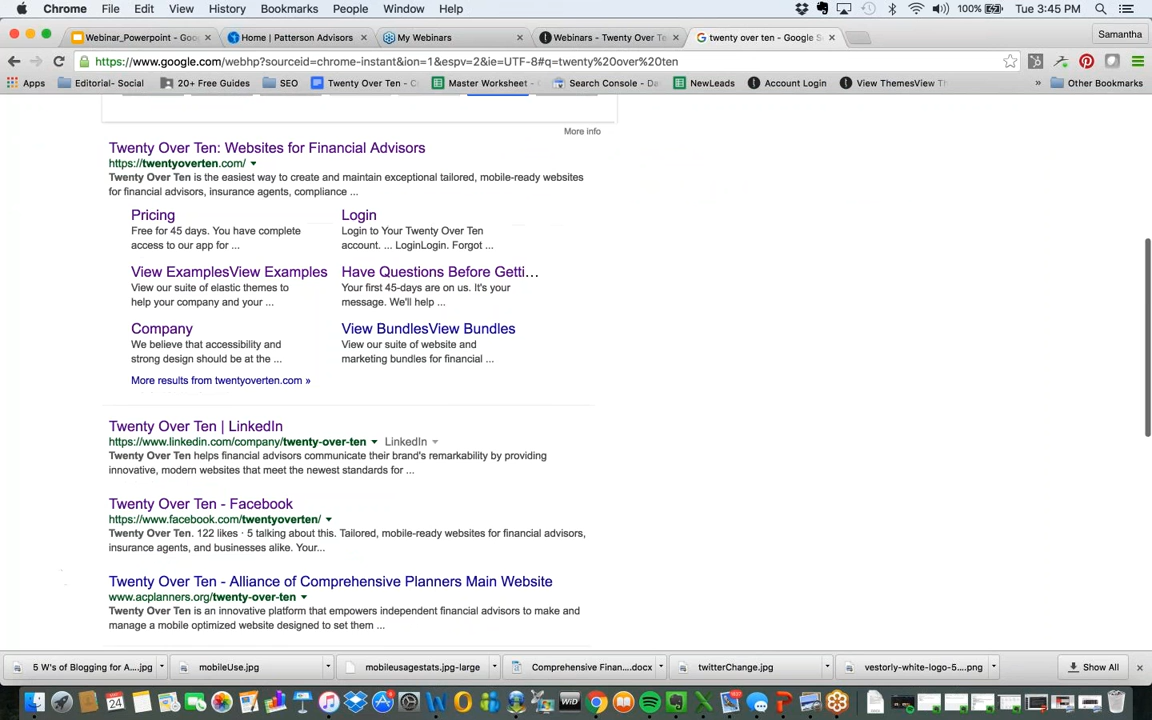 Chrome File Edit View History Bookmarks People Window Help 100% Tue 3:45 PM
Webinar_Powerpoint - Goo Home | Patterson Advisors My Webinars Webinars - Twenty Over Te twenty over ten - Google S Samantha
https://www.google.com/webhp?sourceid=chrome-instant&ion=1&espv=2&ie=UTF-8#q=twenty%20over%20ten
Apps Editorial- Social 20+ Free Guides SEO Twenty Over Ten - C Master Worksheet - Search Console - Da NewLeads Account Login View ThemesView Th » Other Bookmarks
More info
Twenty Over Ten: Websites for Financial Advisors
https://twentyoverten.com/
Twenty Over Ten is the easiest way to create and maintain exceptional tailored, mobile-ready websites
for financial advisors, insurance agents, compliance ...
Pricing
Free for 45 days. You have complete
access to our app for ...
Login
Login to Your Twenty Over Ten
account. ... LoginLogin. Forgot ...
View ExamplesView Examples
View our suite of elastic themes to
help your company and your ...
Have Questions Before Getti...
Your first 45-days are on us. It's your
message. We'll help ...
Company
We believe that accessibility and
strong design should be at the ...
View BundlesView Bundles
View our suite of website and
marketing bundles for financial ...
More results from twentyoverten.com »
Twenty Over Ten | LinkedIn
https://www.linkedin.com/company/twenty-over-ten LinkedIn
Twenty Over Ten helps financial advisors communicate their brand's remarkability by providing
innovative, modern websites that meet the newest standards for ...
Twenty Over Ten - Facebook
https://www.facebook.com/twentyoverten/
Twenty Over Ten. 122 likes · 5 talking about this. Tailored, mobile-ready websites for financial advisors,
insurance agents, and businesses alike. Your...
Twenty Over Ten - Alliance of Comprehensive Planners Main Website
www.acplanners.org/twenty-over-ten
Twenty Over Ten is an innovative platform that empowers independent financial advisors to make and
manage a mobile optimized website designed to set them ...
5 W's of Blogging for A....jpg mobileUse.jpg mobileusagestats.jpg-large Comprehensive Finan....docx twitterChange.jpg vestorly-white-logo-5....png Show All
24